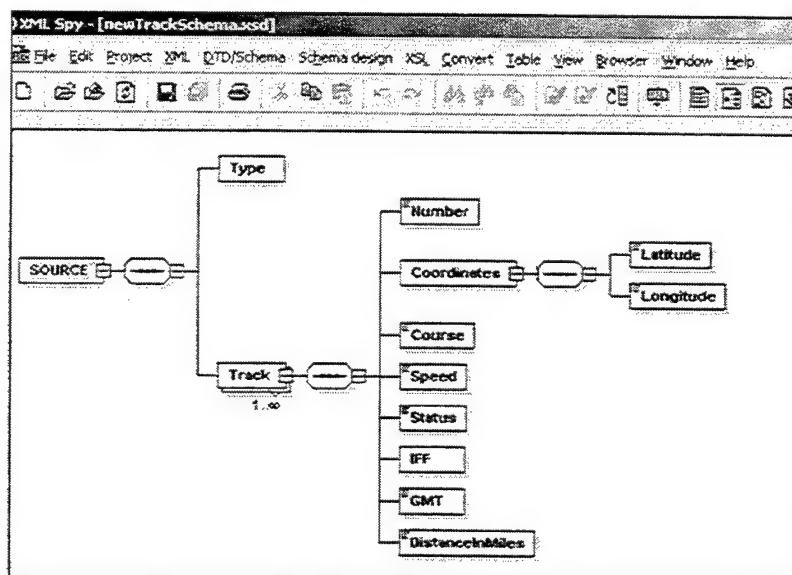 XML Spy - [newTrackSchema.xsd]
File Edit Project XML DTD/Schema Schema design XSL Convert Table View Browser Window Help
Type
Number
SOURCE
Coordinates
Latitude
Longitude
Course
Track
1..∞
Speed
Status
IFF
GMT
DistanceInMiles